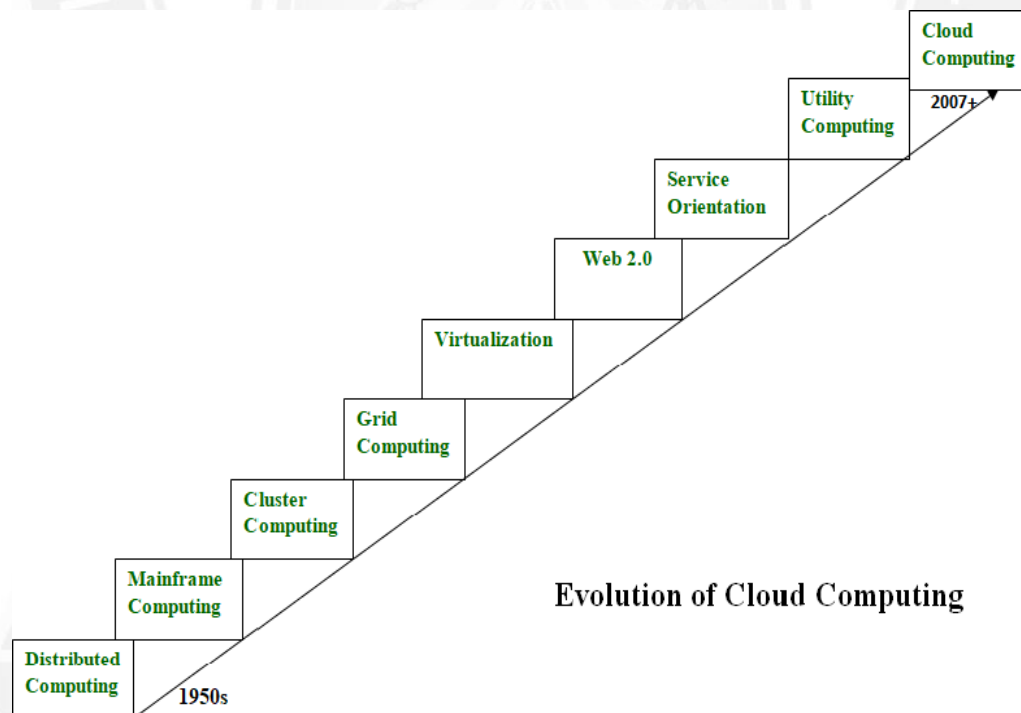 Cloud
Computing
2007+
Utility
Computing
Service
Orientation
Web 2.0
Virtualization
Grid
Computing
Cluster
Computing
Mainframe
Computing
Evolution of Cloud Computing
Distributed
Computing
1950s